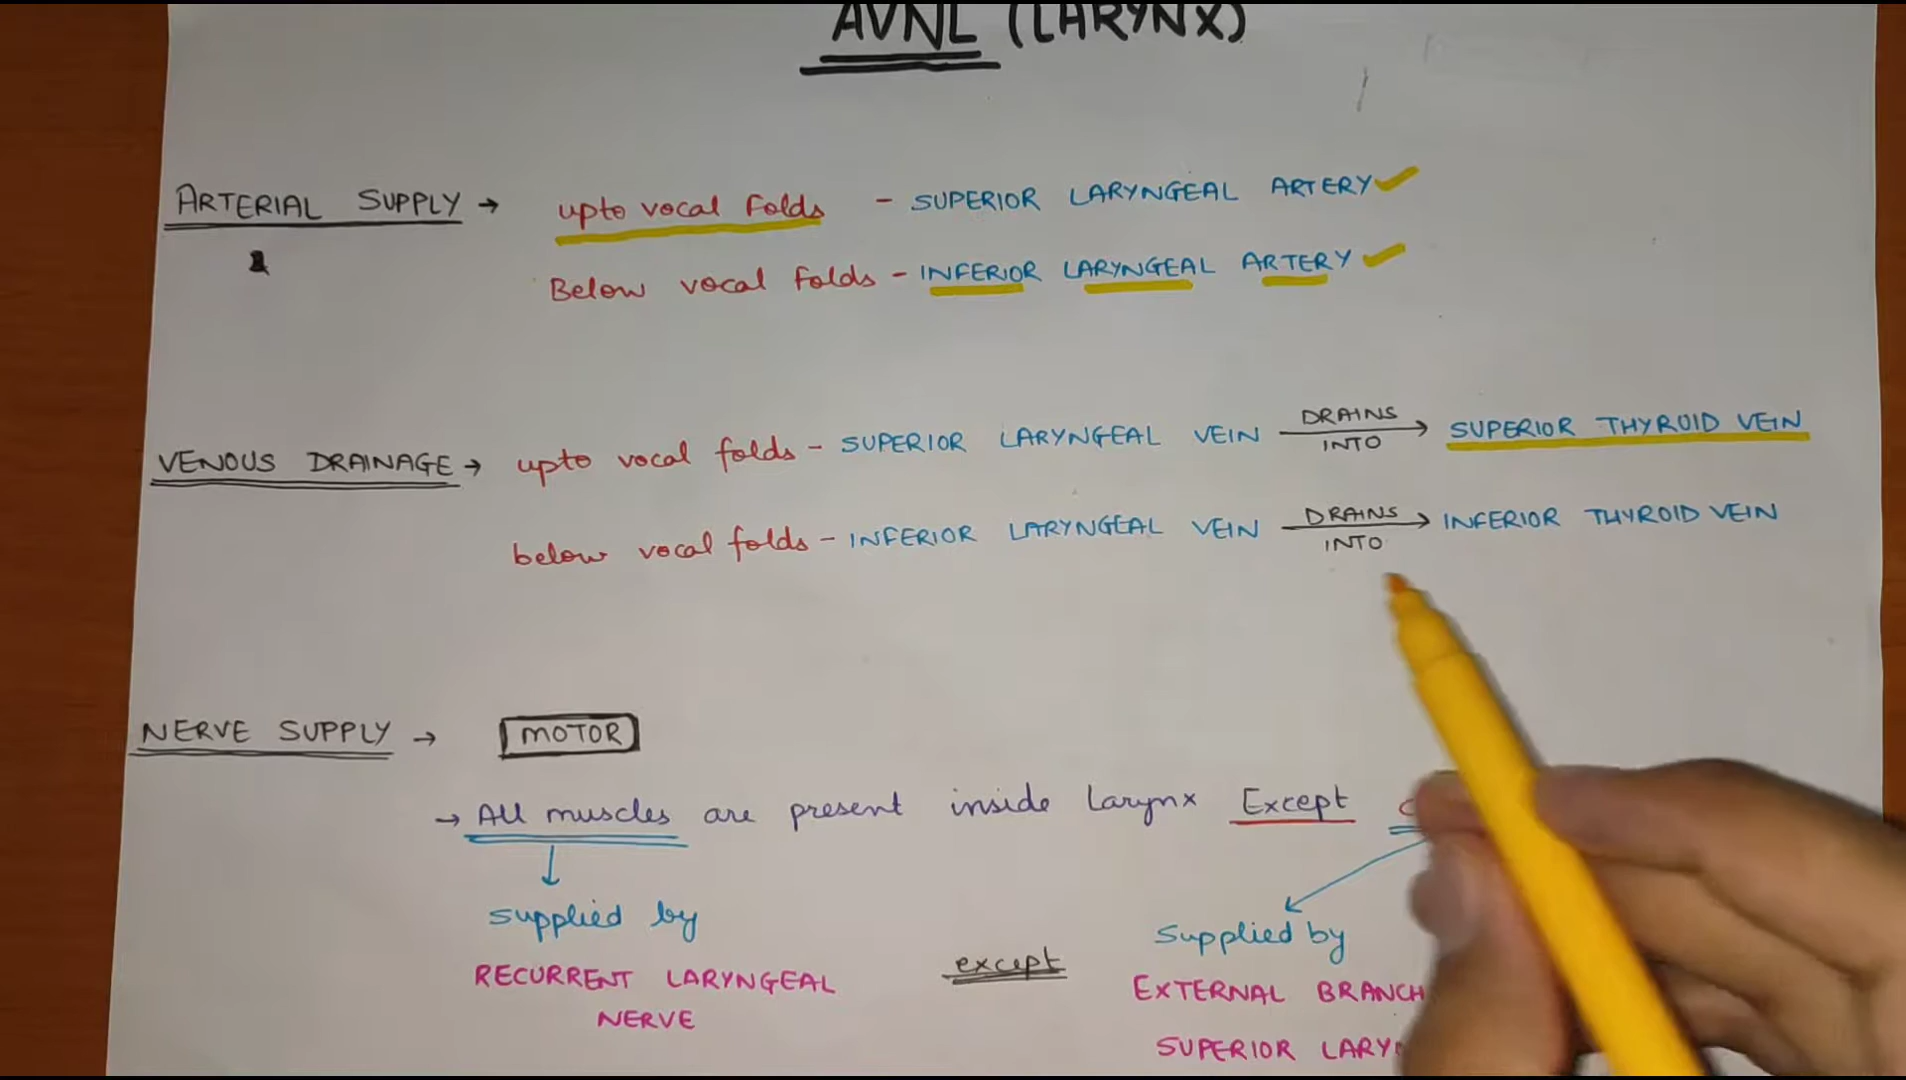 AVNL (LARYNX)
ARTERIAL SUPPLY → upto vocal folds - SUPERIOR LARYNGEAL ARTERY
Below vocal folds - INFERIOR LARYNGEAL ARTERY
VENOUS DRAINAGE → upto vocal folds - SUPERIOR LARYNGEAL VEIN DRAINS INTO → SUPERIOR THYROID VEIN
below vocal folds - INFERIOR LARYNGEAL VEIN DRAINS INTO → INFERIOR THYROID VEIN
NERVE SUPPLY → MOTOR
→ All muscles are present inside Larynx Except
supplied by
Supplied by
RECURRENT LARYNGEAL
NERVE
except
EXTERNAL BRANCH
SUPERIOR